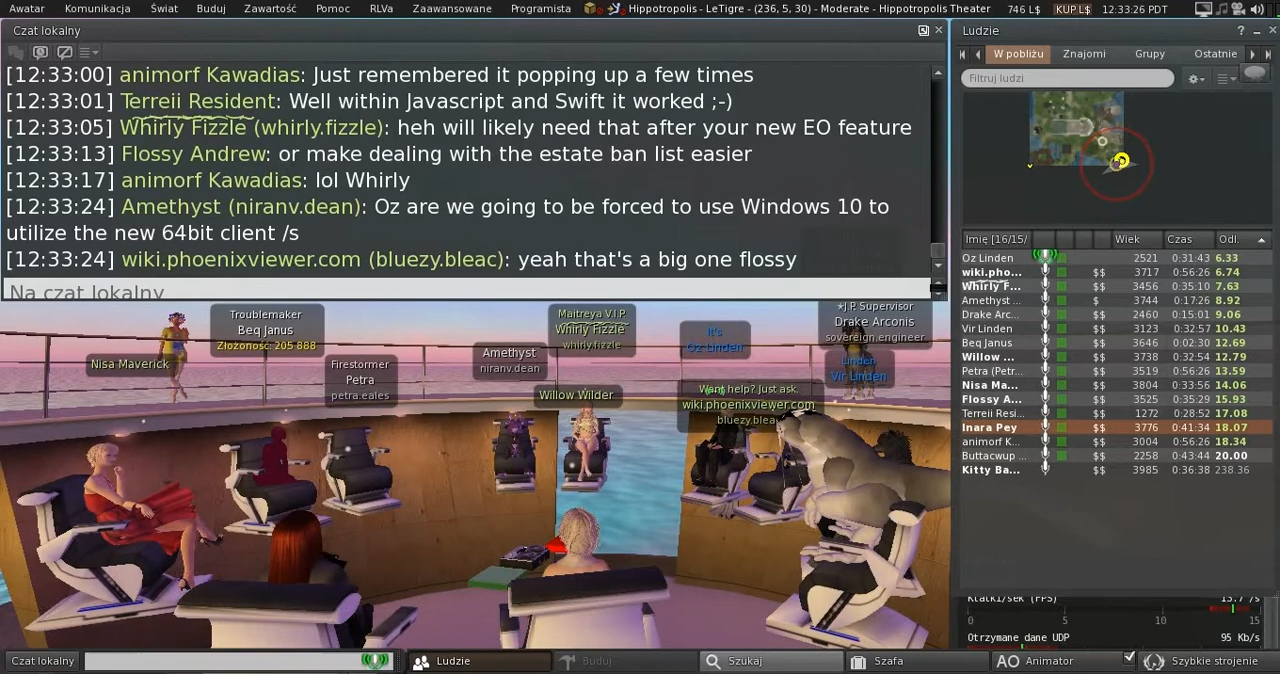 Awatar Komunikacja Świat Buduj Zawartość Pomoc RLVa Zaawansowane Programista Hippotropolis - LeTigre - (236, 5, 30) - Moderate - Hippotropolis Theater 746 L$ KUP L$ 12:33:26 PDT
Czat lokalny
[12:33:00] animorf Kawadias: Just remembered it popping up a few times
[12:33:01] Terreii Resident: Well within Javascript and Swift it worked ;-)
[12:33:05] Whirly Fizzle (whirly.fizzle): heh will likely need that after your new EO feature
[12:33:13] Flossy Andrew: or make dealing with the estate ban list easier
[12:33:17] animorf Kawadias: lol Whirly
[12:33:24] Amethyst (niranv.dean): Oz are we going to be forced to use Windows 10 to
utilize the new 64bit client /s
[12:33:24] wiki.phoenixviewer.com (bluezy.bleac): yeah that's a big one flossy
Na czat lokalny
Troublemaker
Beq Janus
Złożoność: 205 888
Nisa Maverick
Firestormer
Petra
petra.eales
Amethyst
niranv.dean
Maitreya V.I.P.
Whirly Fizzle
whirly.fizzle
Willow Wilder
It's
Oz Linden
J.P. Supervisor
Drake Arconis
sovereign.engineer
Linden
Vir Linden
Want help? Just ask.
wiki.phoenixviewer.com
bluezy.bleac
Ludzie
W pobliżu Znajomi Grupy Ostatnie
Filtruj ludzi
Imię [16/15/ Wiek Czas Odl.
Oz Linden 2521 0:31:43 6.33
wiki.pho... $$ 3717 0:56:26 6.74
Whirly F... $$ 3456 0:35:10 7.63
Amethyst ... $$ 3744 0:17:26 8.92
Drake Arc... $$ 2460 0:15:01 9.06
Vir Linden $$ 3123 0:32:57 10.43
Beq Janus $$ 3646 0:02:30 12.69
Willow ... $$ 3738 0:32:54 12.79
Petra (Petr... $$ 3519 0:56:26 13.59
Nisa Ma... $$ 3804 0:33:56 14.06
Flossy A... $$ 3525 0:35:29 15.93
Terreii Resi... $$ 1272 0:28:52 17.08
Inara Pey $$ 3776 0:41:34 18.07
animorf K... $$ 3004 0:56:26 18.34
Buttacwup ... $$ 2258 0:43:44 20.00
Kitty Ba... $$ 3985 0:36:38 238.36
Klatki/sek (FPS) 13.7 /s
0 5 10 15
Otrzymane dane UDP 95 Kb/s
Czat lokalny Ludzie Buduj Szukaj Szafa AO Animator Szybkie strojenie